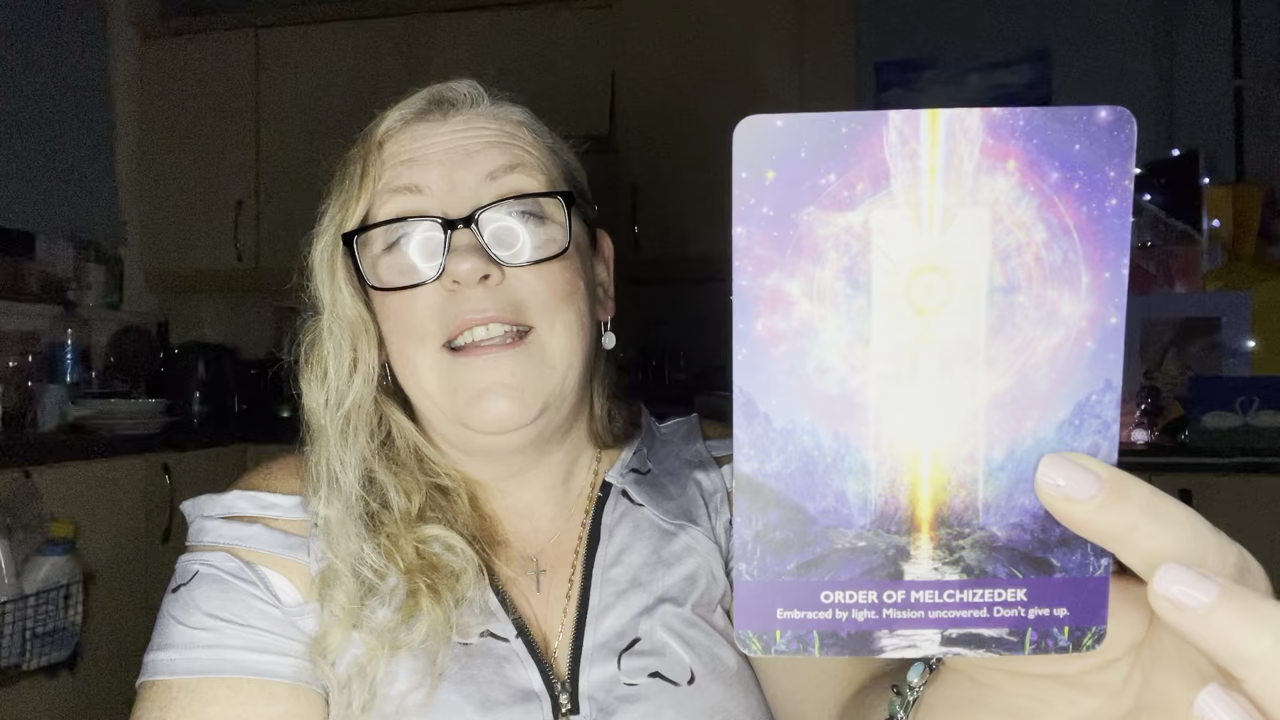 ORDER OF MELCHIZEDEK
Embraced by light. Mission uncovered. Don't give up.